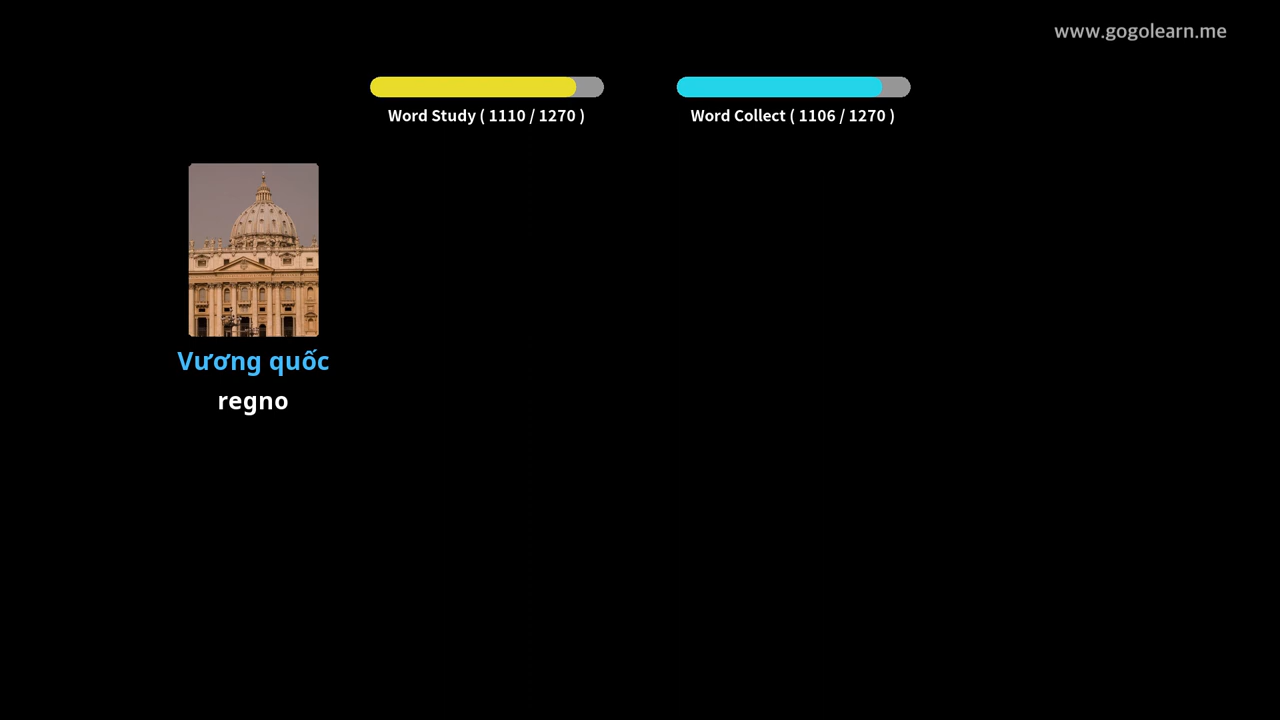 www.gogolearn.me
Word Study ( 1110 / 1270 )
Word Collect ( 1106 / 1270 )
Vương quốc
regno